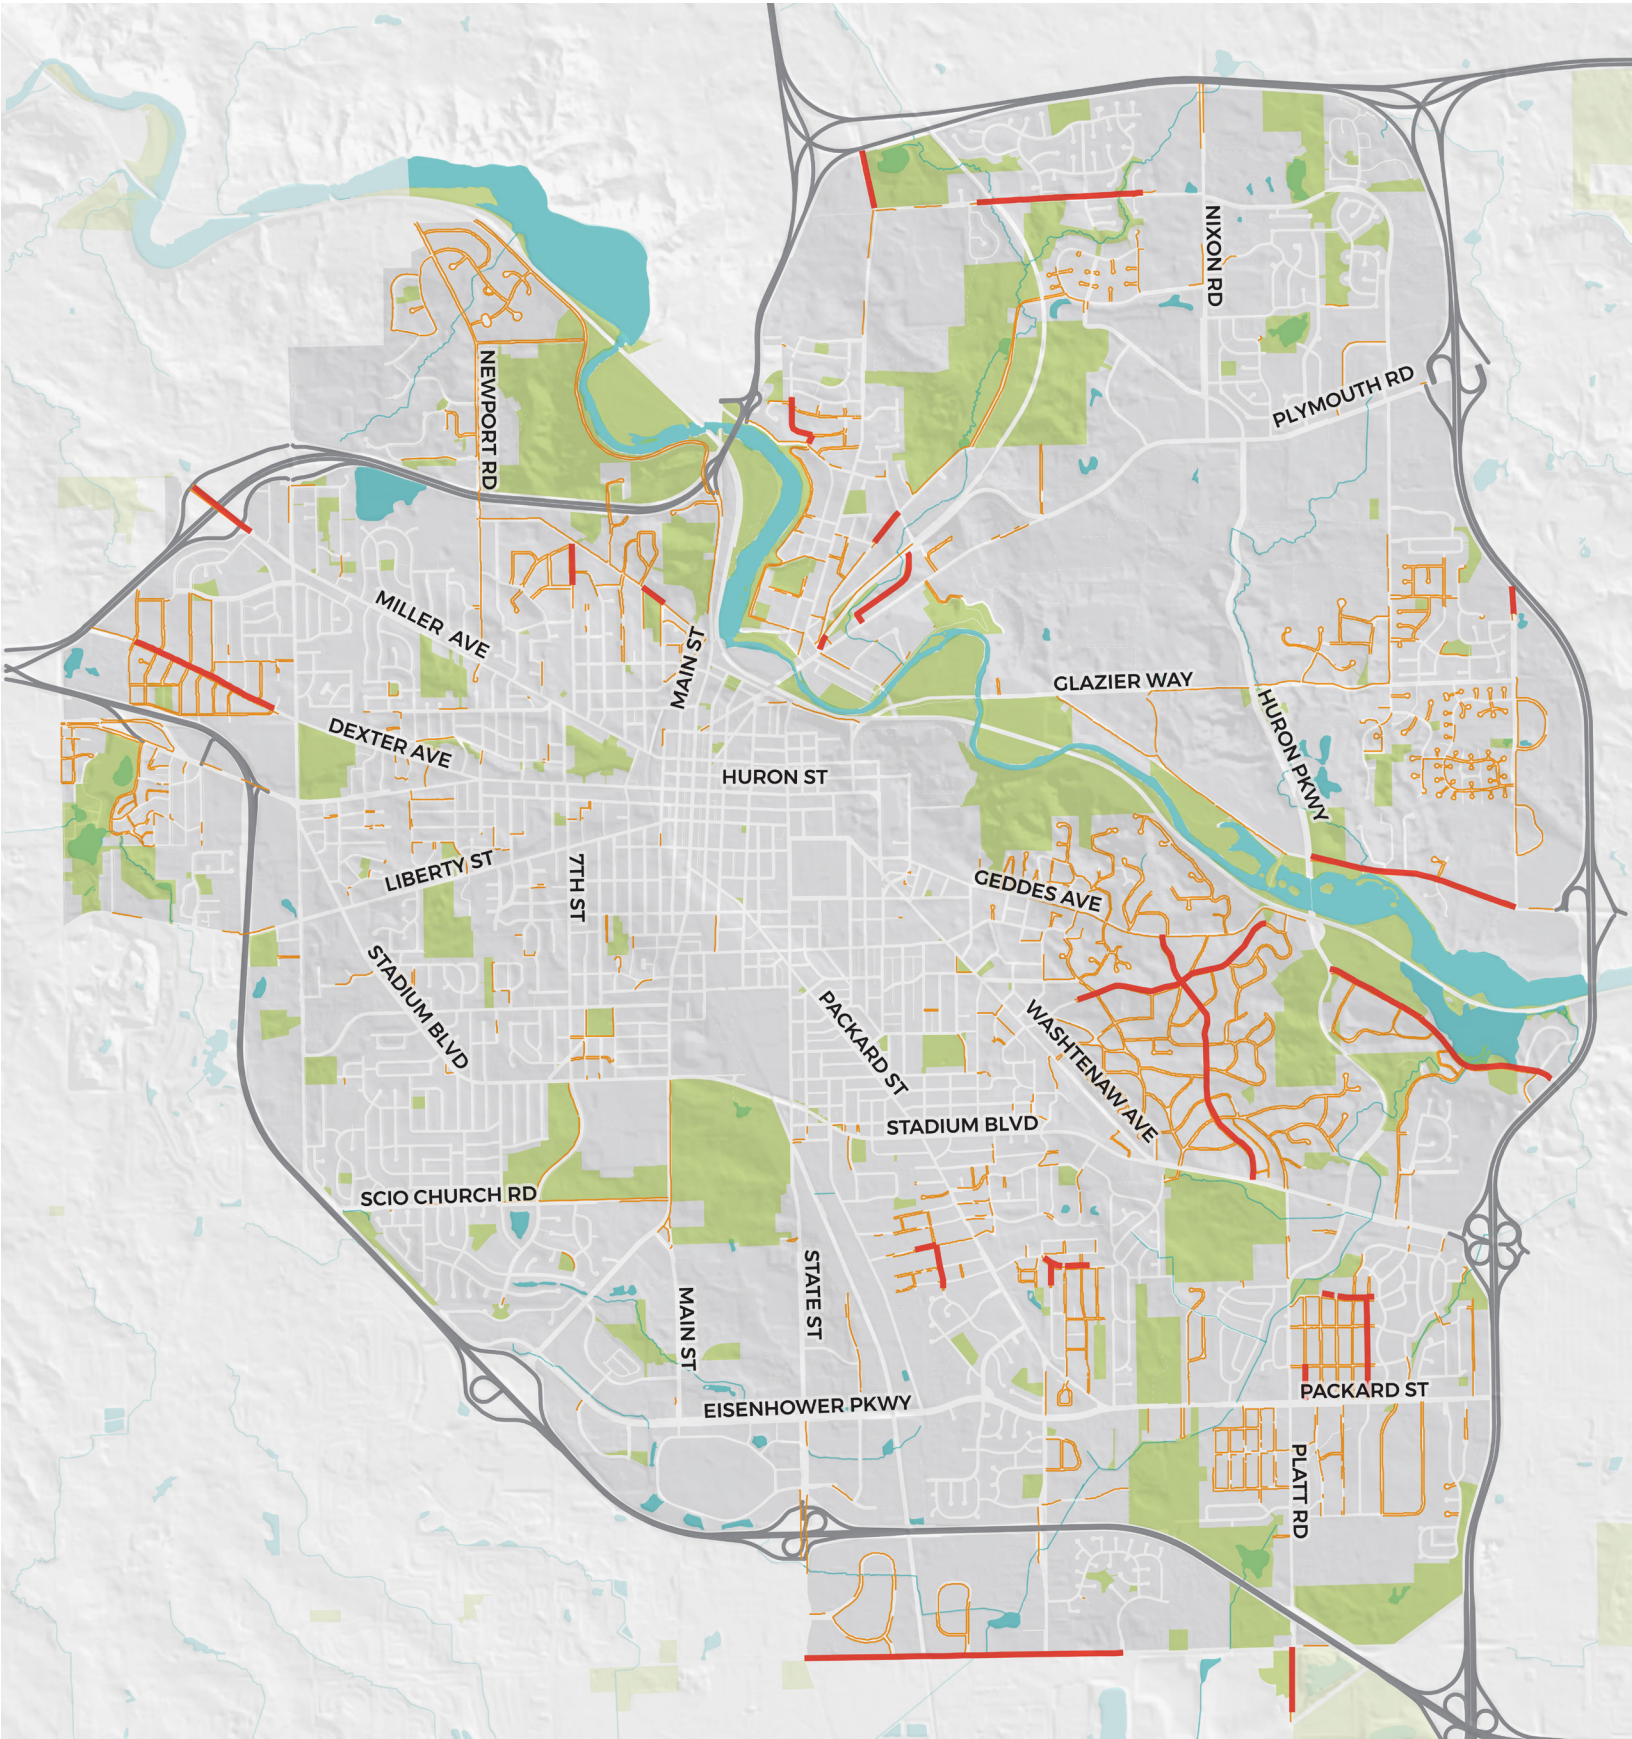 NIXON RD
NEWPORT RD
PLYMOUTH RD
MILLER AVE
MAIN ST
GLAZIER WAY
HURON PKWY
DEXTER AVE
HURON ST
LIBERTY ST
7TH ST
GEDDES AVE
STADIUM BLVD
PACKARD ST
WASHTENAW AVE
STADIUM BLVD
SCIO CHURCH RD
STATE ST
MAIN ST
PACKARD ST
EISENHOWER PKWY
PLATT RD